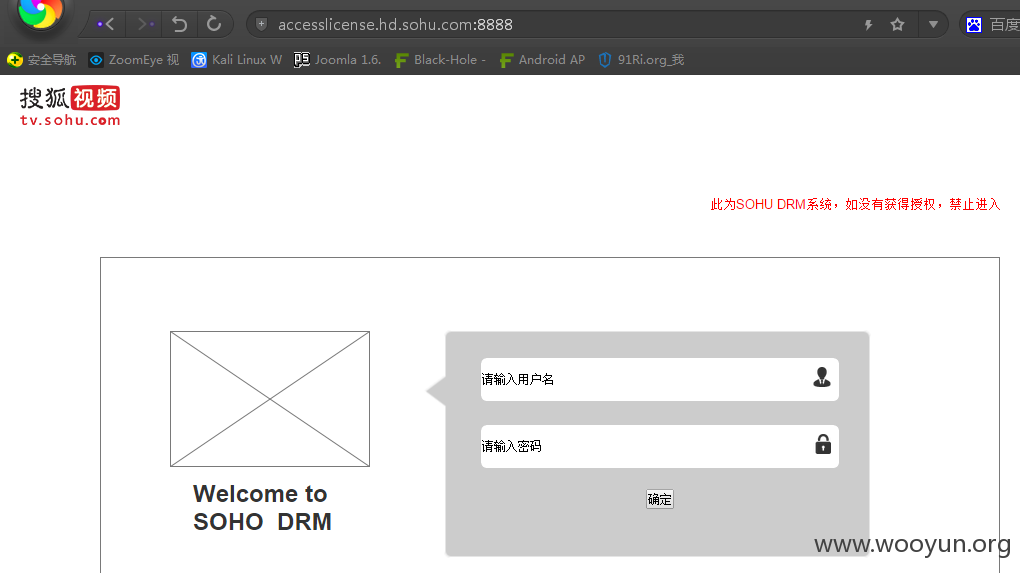 accesslicense.hd.sohu.com:8888
百度
安全导航 ZoomEye 视 Kali Linux W Joomla 1.6. Black-Hole - Android AP 91Ri.org_我
搜狐视频
tv.sohu.com
此为SOHU DRM系统，如没有获得授权，禁止进入
请输入用户名
请输入密码
确定
Welcome to
SOHO DRM
www.wooyun.org